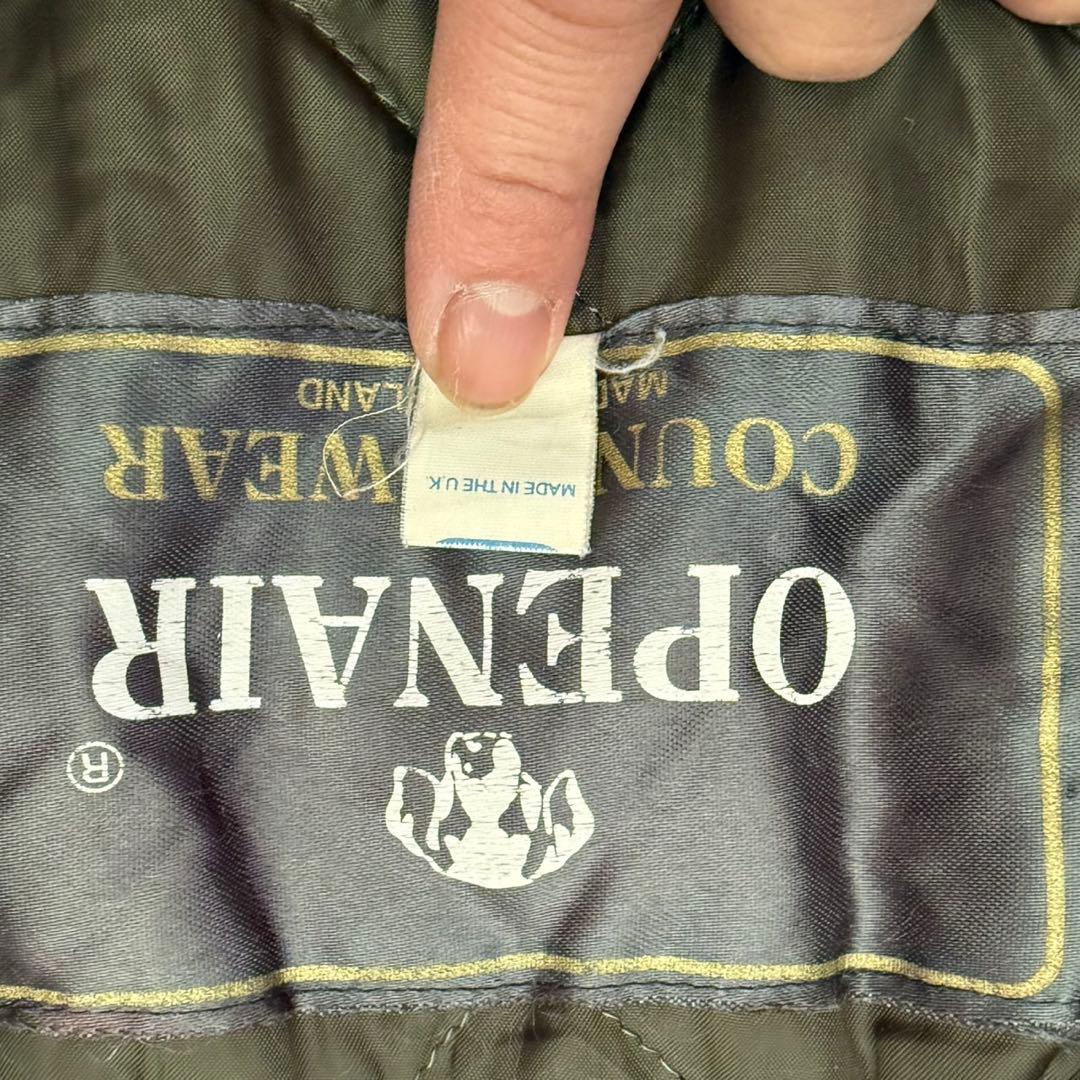 ®
OPENAIR
MADE IN THE U.K
COUN WEAR
MA LAND